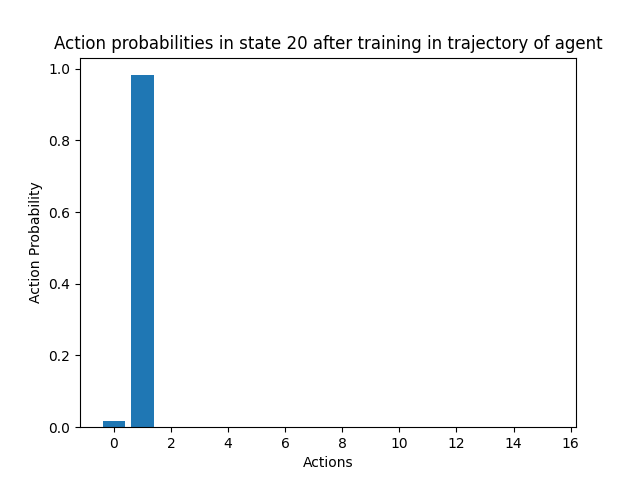 Action probabilities in state 20 after training in trajectory of agent
1.0
0.8
0.6
0.4
0.2
0.0
Action Probability
0 2 4 6 8 10 12 14 16
Actions